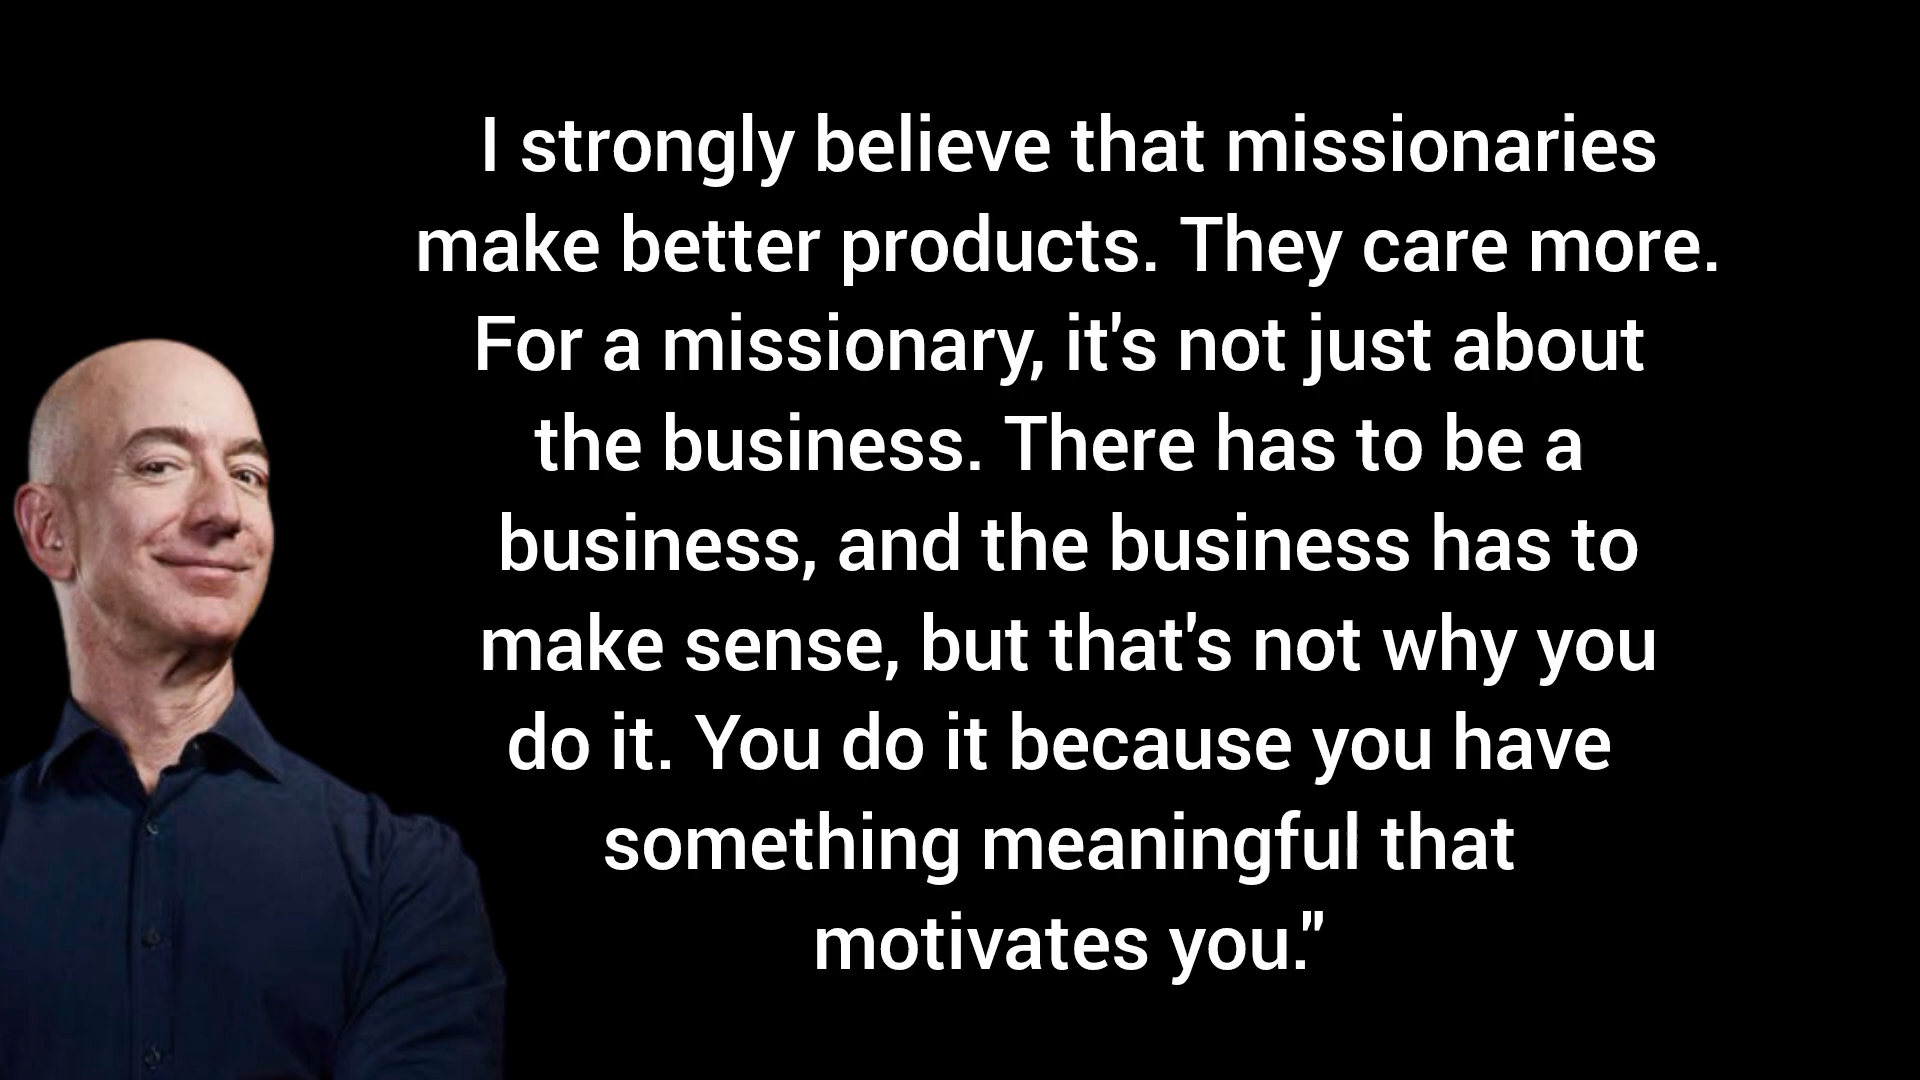 I strongly believe that missionaries
make better products. They care more.
For a missionary, it's not just about
the business. There has to be a
business, and the business has to
make sense, but that's not why you
do it. You do it because you have
something meaningful that
motivates you."